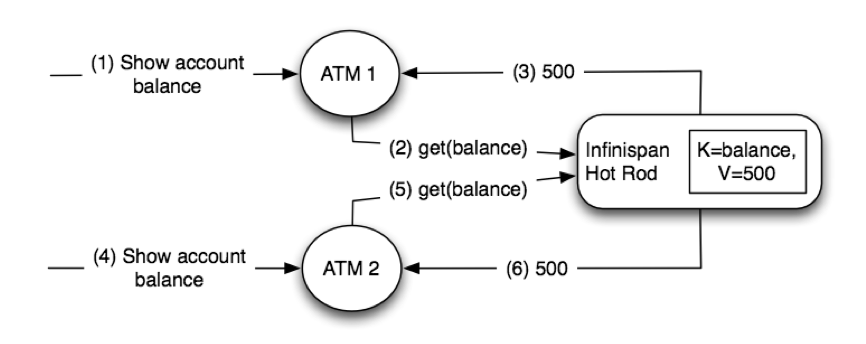 (1) Show account
balance
ATM 1
(3) 500
(2) get(balance)
Infinispan
Hot Rod
K=balance,
V=500
(5) get(balance)
(4) Show account
balance
ATM 2
(6) 500